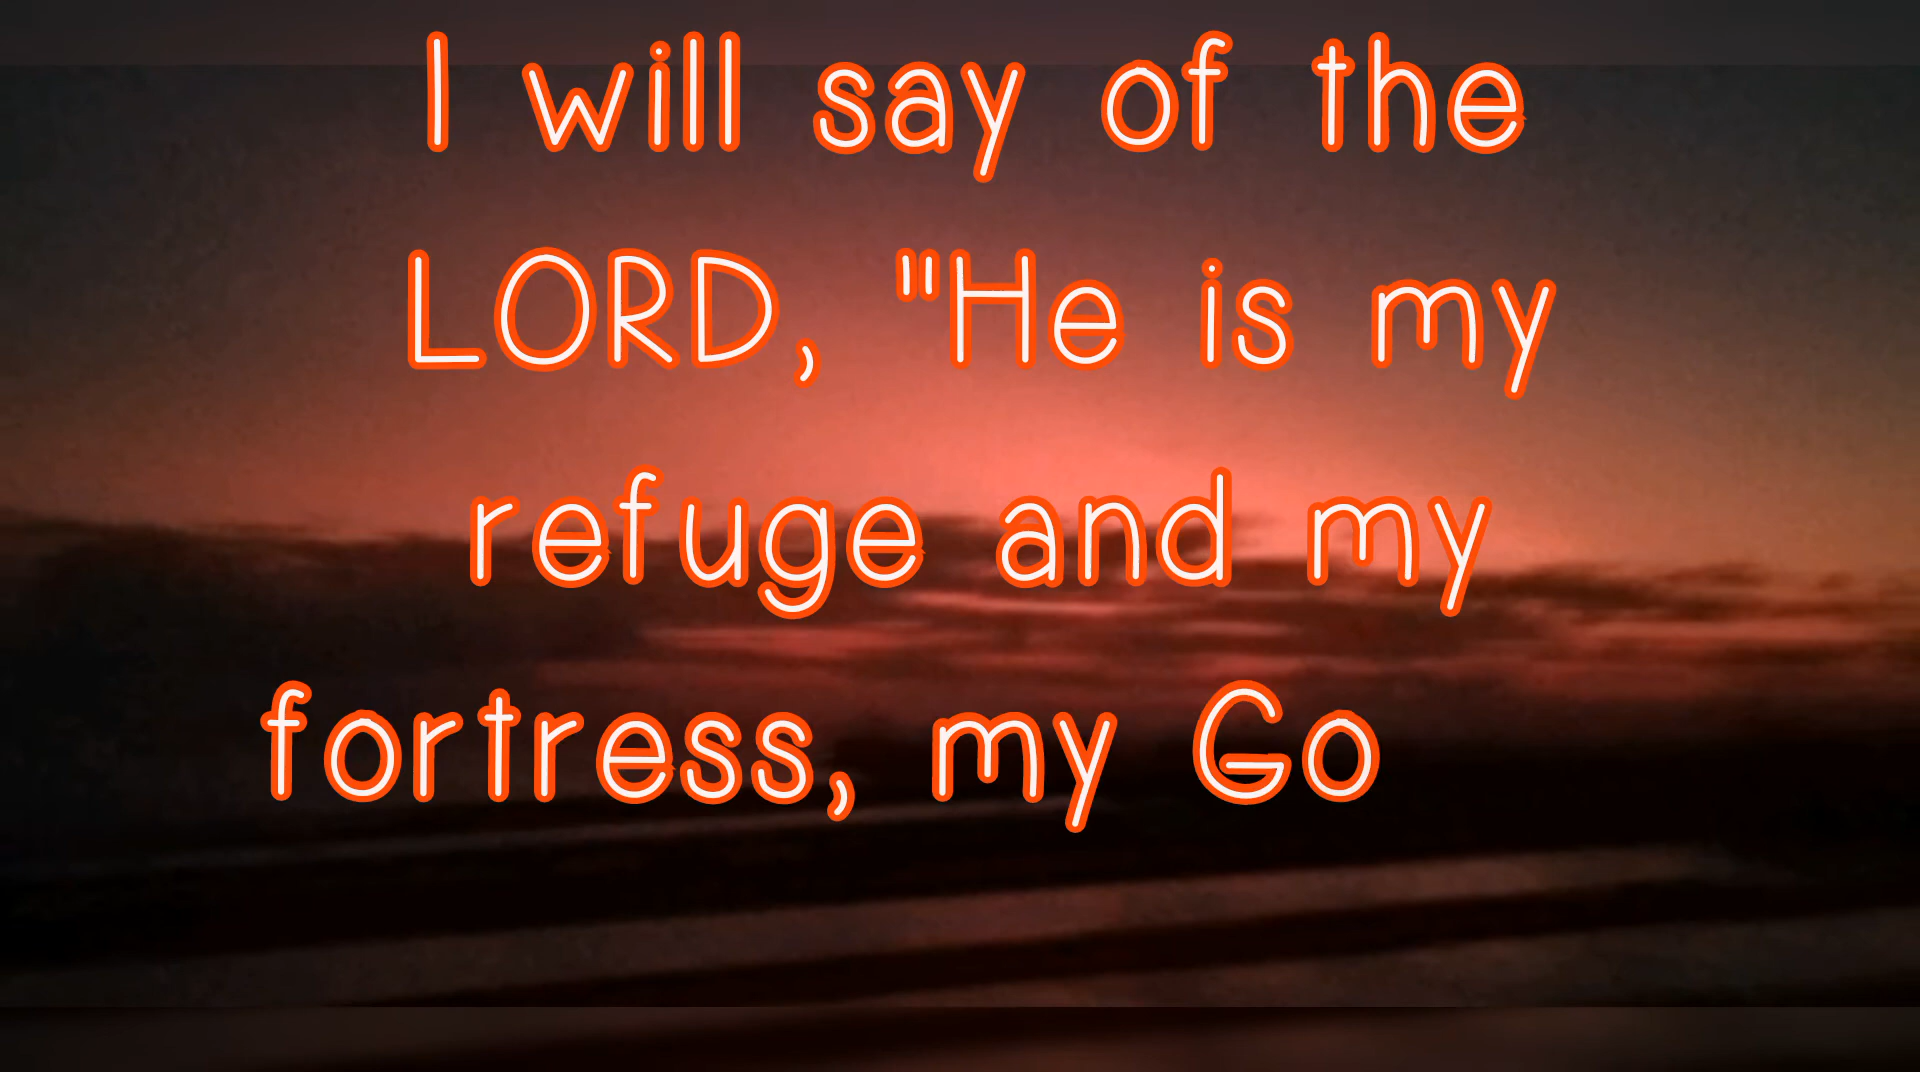 I will say of the
LORD, "He is my
refuge and my
fortress, my Go